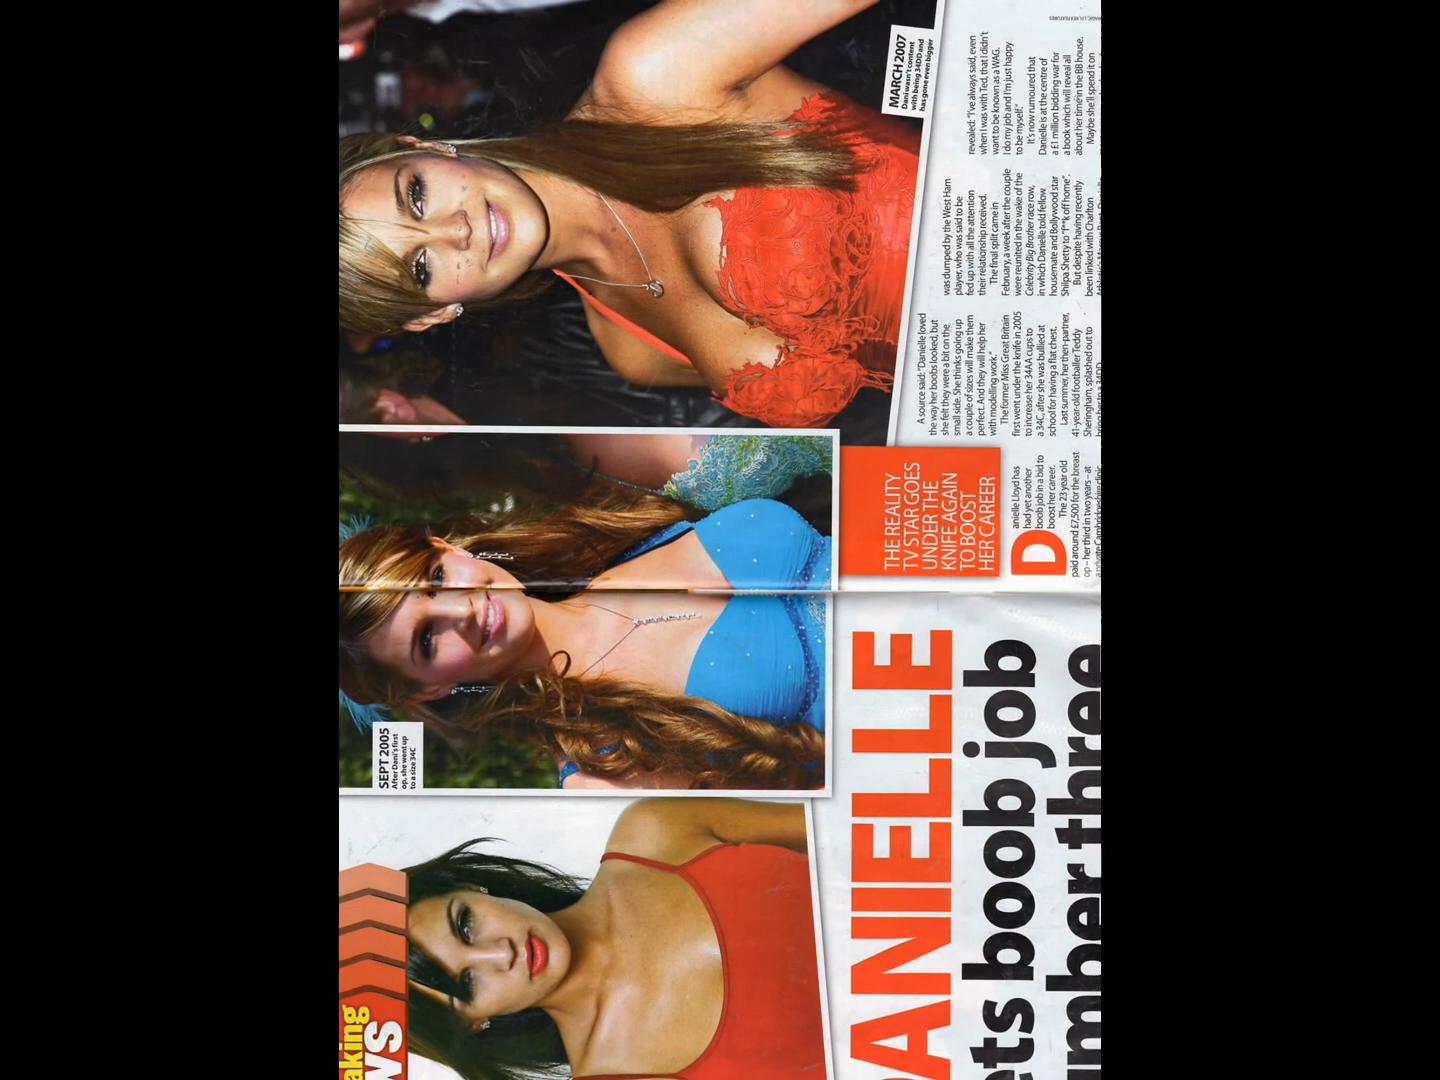 aking
WS
DANIELLE
ets boob job
umber three
SEPT 2005
After Dani's first
op, she went up
to a size 34C
MARCH 2007
Dani wasn't content
with being 34DD and
has gone even bigger
THE REALITY
TV STAR GOES
UNDER THE
KNIFE AGAIN
TO BOOST
HER CAREER
Danielle Lloyd has
had yet another
boob job in a bid to
boost her career.
The 23 year old
paid around £7,500 for the breast
op – her third in two years – at
a private Cambridgeshire clinic
A source said: "Danielle loved
the way her boobs looked, but
she felt they were a bit on the
small side. She thinks going up
a couple of sizes will make them
perfect. And they will help her
with modelling work."
The former Miss Great Britain
first went under the knife in 2005
to increase her 34AA cups to
a 34C, after she was bullied at
school for having a flat chest.
Last summer, her then-partner,
41-year-old footballer Teddy
Sheringham, splashed out to
bring her to a 34DD
was dumped by the West Ham
player, who was said to be
fed up with all the attention
their relationship received.
The final split came in
February, a week after the couple
were reunited in the wake of the
Celebrity Big Brother race row,
in which Danielle told fellow
housemate and Bollywood star
Shilpa Shetty to "f**k off home".
But despite having recently
been linked with Charlton
revealed: "I've always said, even
when I was with Ted, that I didn't
want to be known as a WAG.
I do my job and I'm just happy
to be myself."
It's now rumoured that
Danielle is at the centre of
a £1 million bidding war for
a book which will reveal all
about her time in the BB house.
Maybe she'll spend it on